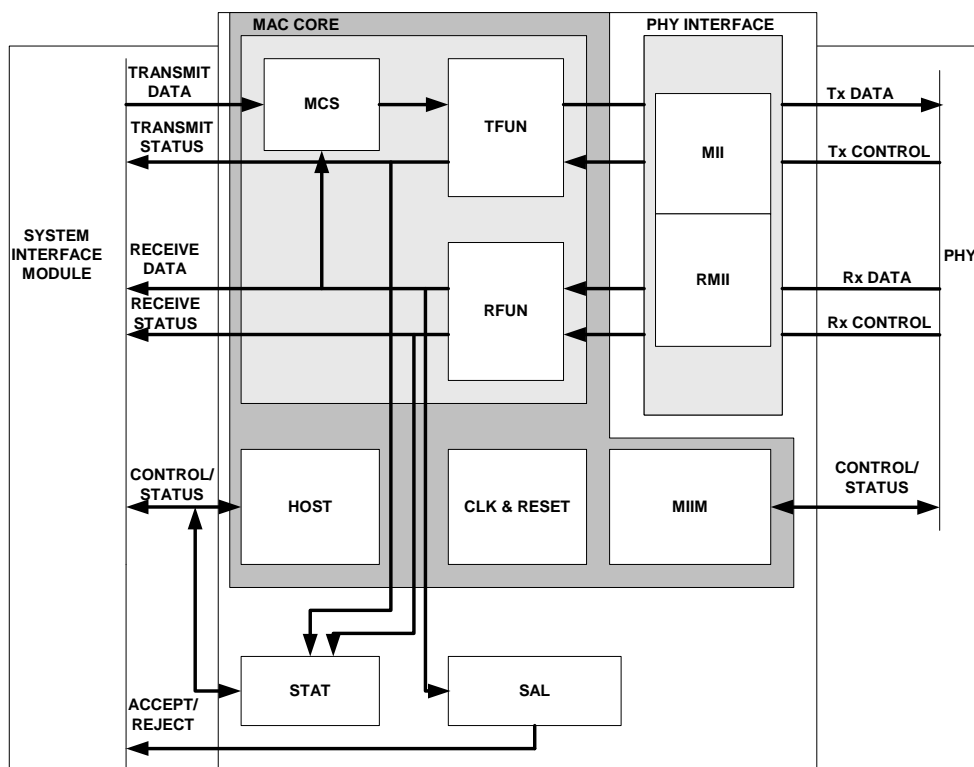 MAC CORE
PHY INTERFACE
TRANSMIT
DATA
MCS
TFUN
Tx DATA
TRANSMIT
STATUS
MII
Tx CONTROL
SYSTEM
INTERFACE
MODULE
RECEIVE
DATA
RFUN
RMII
Rx DATA
PHY
RECEIVE
STATUS
Rx CONTROL
CONTROL/
STATUS
HOST
CLK & RESET
MIIM
CONTROL/
STATUS
STAT
SAL
ACCEPT/
REJECT